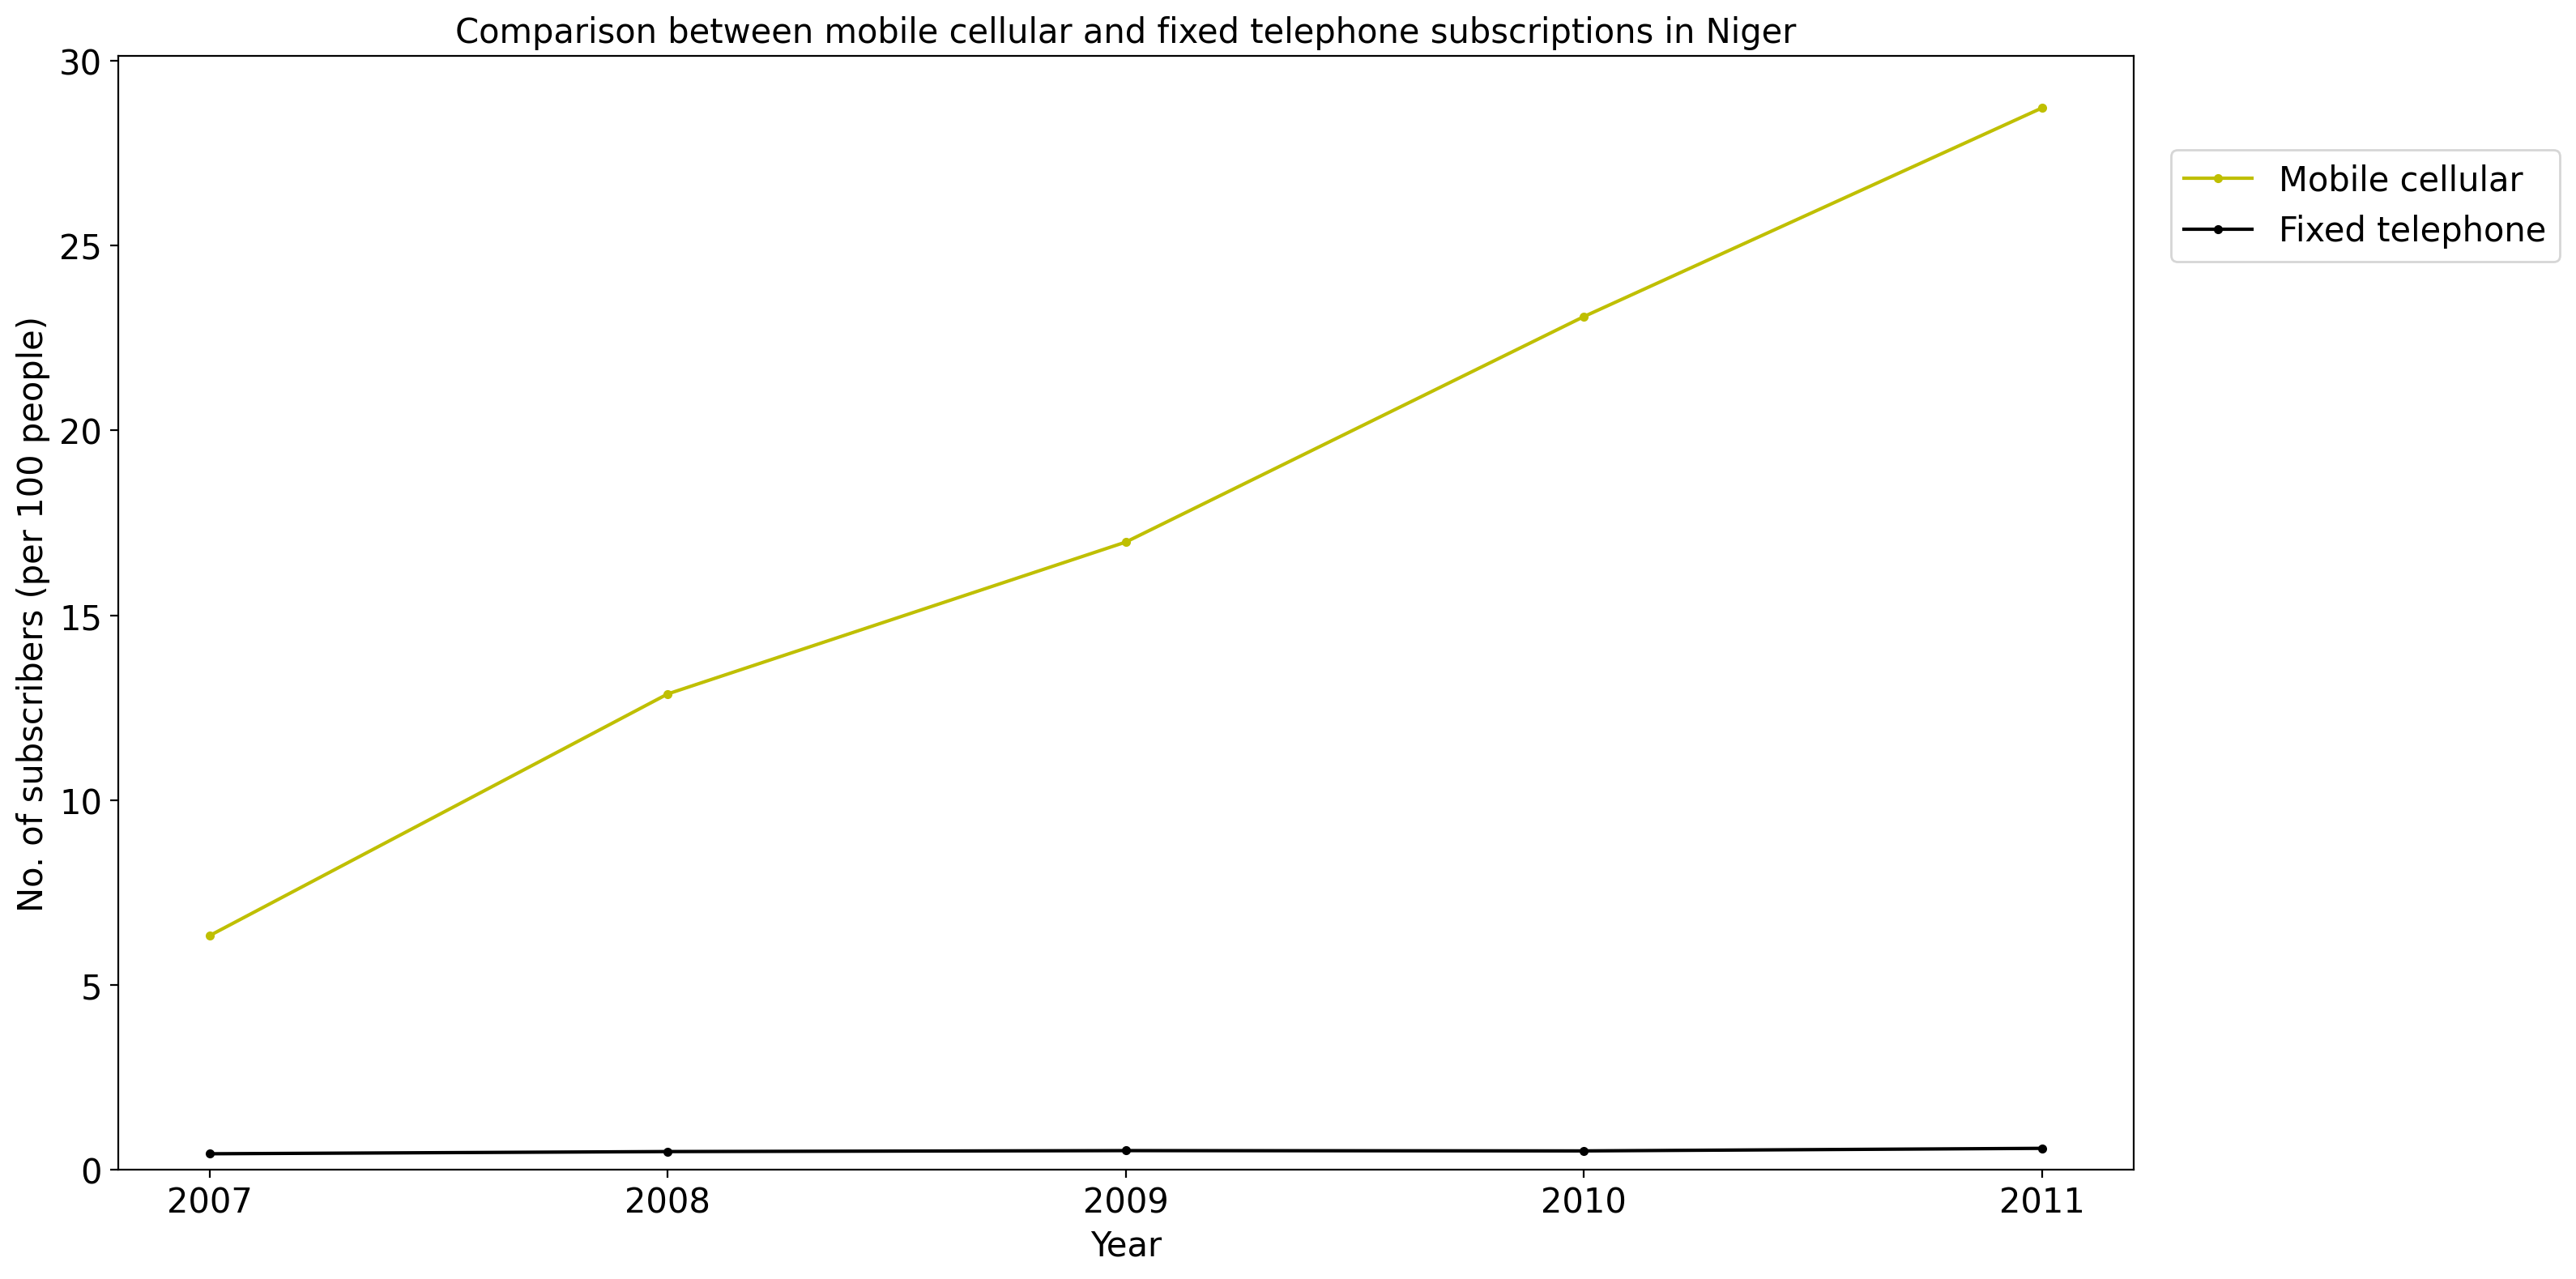 Comparison between mobile cellular and fixed telephone subscriptions in Niger
No. of subscribers (per 100 people)
30
25
20
15
10
5
0
2007
2008
2009
2010
2011
Year
Mobile cellular
Fixed telephone